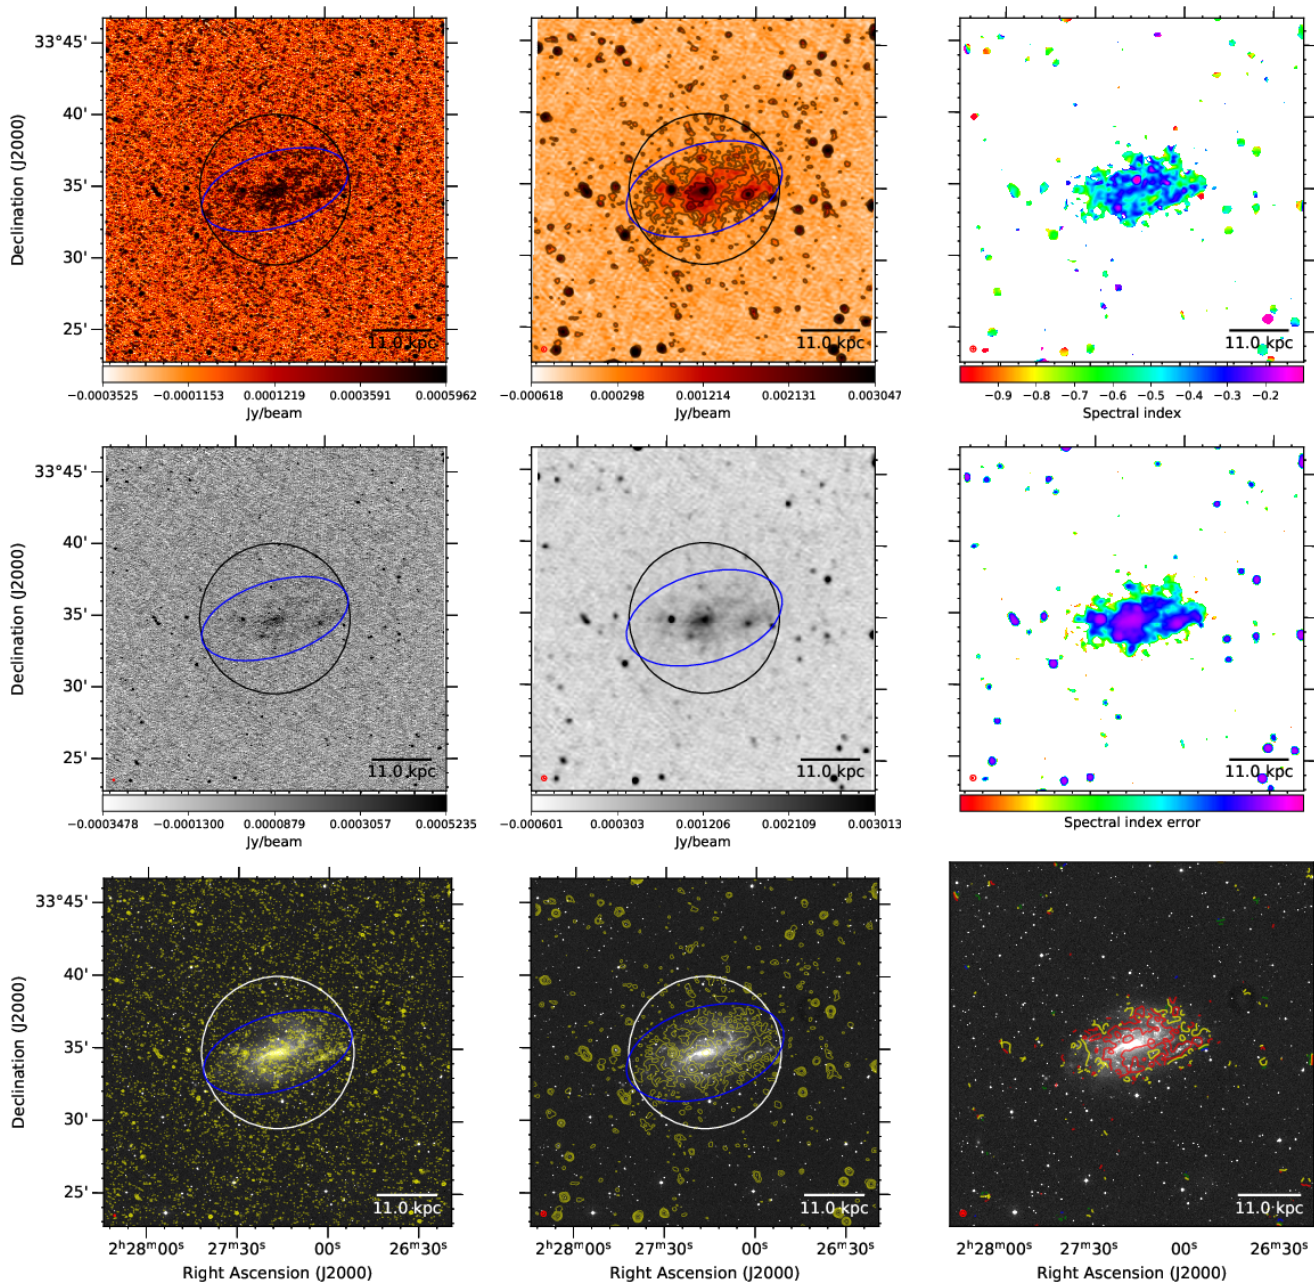 33°45'
40'
35'
30'
25'
Declination (J2000)
11.0 kpc
11.0 kpc
11.0 kpc
−0.0003525 −0.0001153 0.0001219 0.0003591 0.0005962
Jy/beam
−0.000618 0.000298 0.001214 0.002131 0.003047
Jy/beam
−0.9 −0.8 −0.7 −0.6 −0.5 −0.4 −0.3 −0.2
Spectral index
33°45'
40'
35'
30'
25'
Declination (J2000)
11.0 kpc
11.0 kpc
11.0 kpc
−0.0003478 −0.0001300 0.0000879 0.0003057 0.0005235
Jy/beam
−0.000601 0.000303 0.001206 0.002109 0.003013
Jy/beam
Spectral index error
33°45'
40'
35'
30'
25'
Declination (J2000)
11.0 kpc
11.0 kpc
11.0 kpc
2ʰ28ᵐ00ˢ 27ᵐ30ˢ 00ˢ 26ᵐ30ˢ
Right Ascension (J2000)
2ʰ28ᵐ00ˢ 27ᵐ30ˢ 00ˢ 26ᵐ30ˢ
Right Ascension (J2000)
2ʰ28ᵐ00ˢ 27ᵐ30ˢ 00ˢ 26ᵐ30ˢ
Right Ascension (J2000)